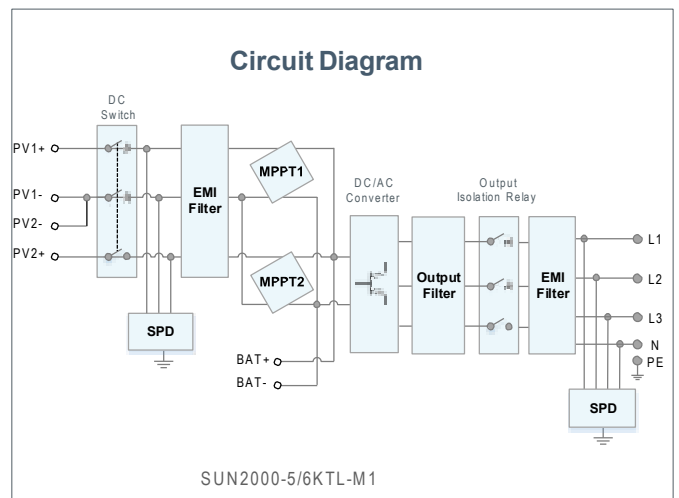 Circuit Diagram
DC
Switch
PV1+
PV1-
PV2-
PV2+
EMI
Filter
MPPT1
MPPT2
SPD
BAT+
BAT-
DC/AC
Converter
Output
Filter
Output
Isolation Relay
EMI
Filter
L1
L2
L3
N
PE
SPD
SUN2000-5/6KTL-M1